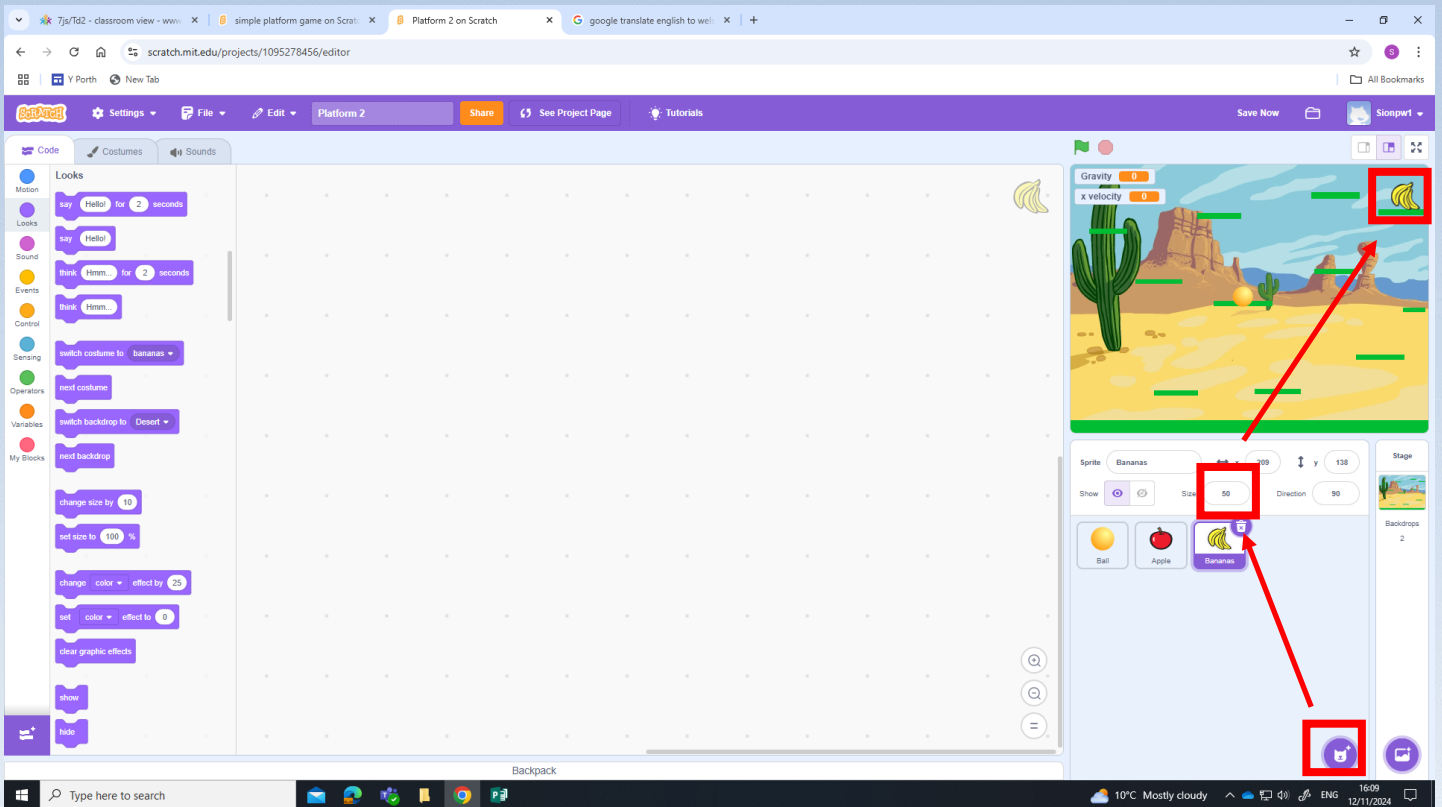 7js/Td2 - classroom view - www
simple platform game on Scratc
Platform 2 on Scratch
google translate english to wel
scratch.mit.edu/projects/1095278456/editor
S
Y Porth
New Tab
All Bookmarks
SCRATCH
Settings
File
Edit
Platform 2
Share
See Project Page
Tutorials
Save Now
Sionpw1
Code
Costumes
Sounds
Motion
Looks
Sound
Events
Control
Sensing
Operators
Variables
My Blocks
Looks
say Hello! for 2 seconds
say Hello!
think Hmm... for 2 seconds
think Hmm...
switch costume to bananas
next costume
switch backdrop to Desert
next backdrop
change size by 10
set size to 100 %
change color effect by 25
set color effect to 0
clear graphic effects
show
hide
Backpack
Gravity 0
x velocity 0
Sprite Bananas x 209 y 138
Show Size 50 Direction 90
Ball
Apple
Bananas
Stage
Backdrops
2
Type here to search
10°C Mostly cloudy
ENG
16:09
12/11/2024